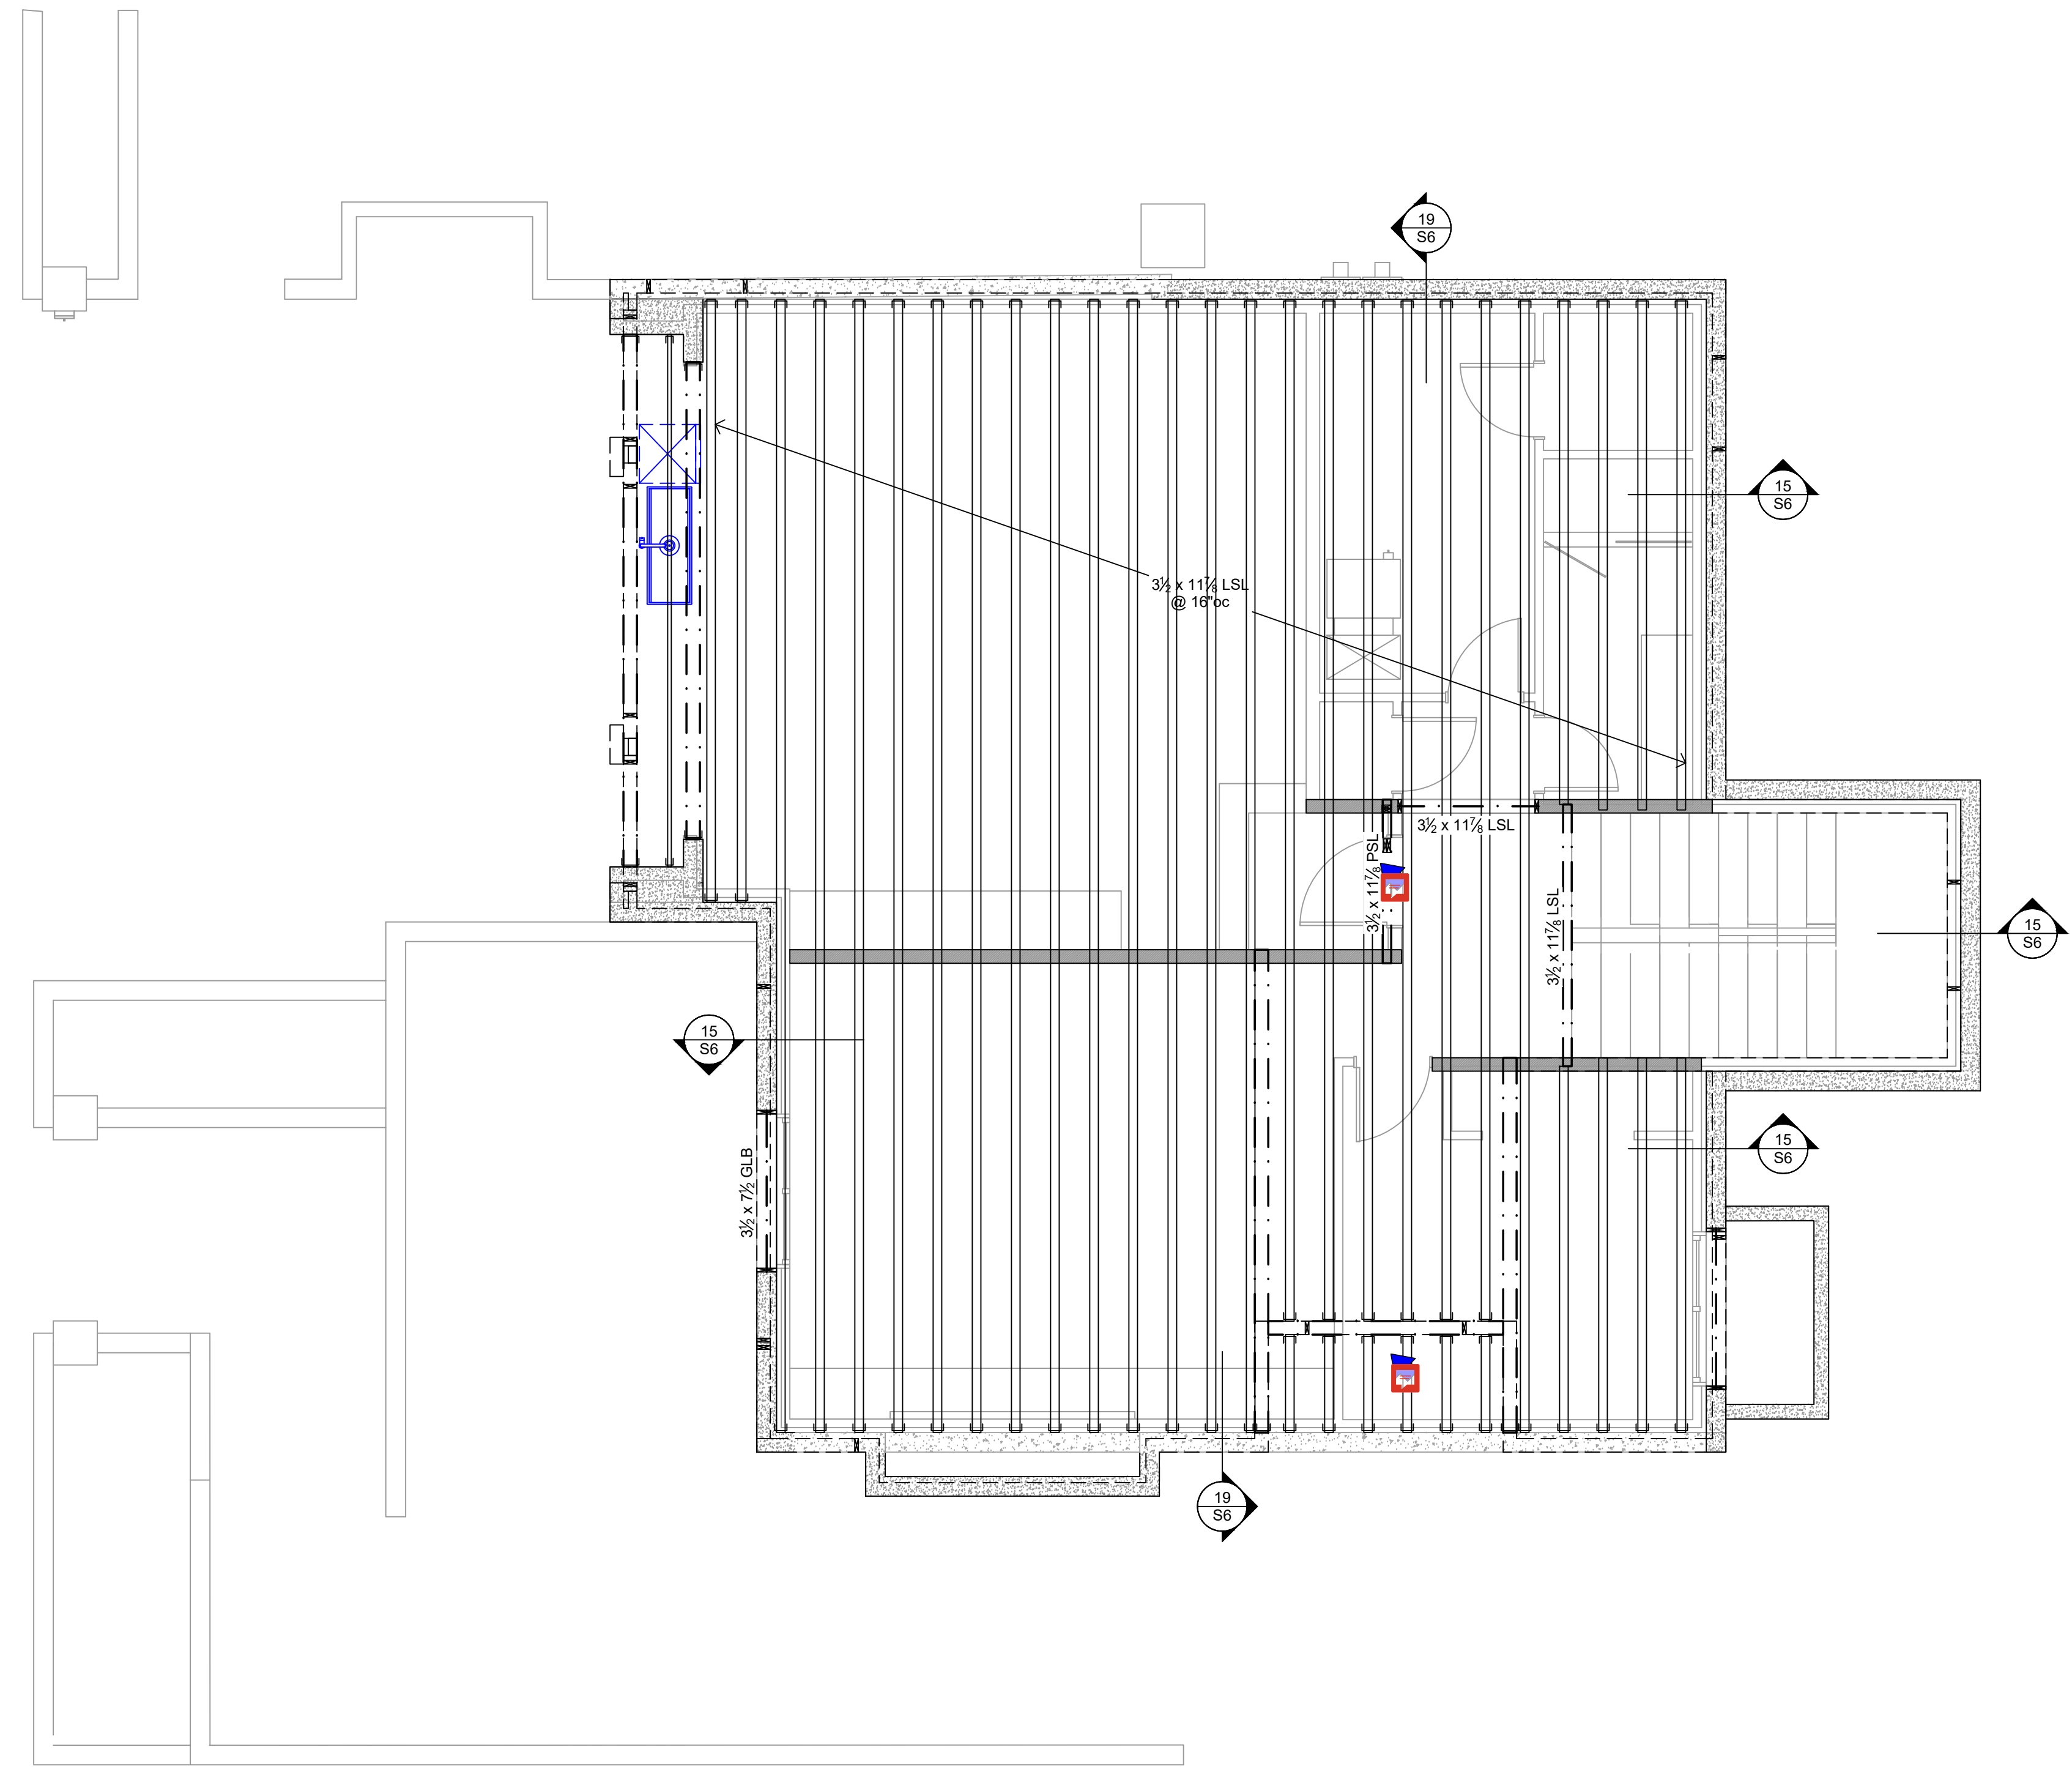 19
S6
15
S6
3½ x 11⅞ LSL
@ 16"oc
3½ x 11⅞ LSL
3½ x 11⅞ PSL
3½ x 11⅞ LSL
15
S6
15
S6
15
S6
3½ x 7½ GLB
19
S6